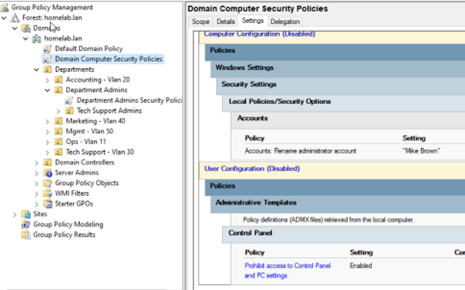 Group Policy Management
Forest: homelab.lan
Domains
homelab.lan
Default Domain Policy
Domain Computer Security Policies
Departments
Accounting - Vlan 20
Department Admins
Department Admins Security Polici
Tech Support Admins
Marketing - Vlan 40
Mgmt - Vlan 50
Ops - Vlan 11
Tech Support - Vlan 30
Domain Controllers
Server Admins
Group Policy Objects
WMI Filters
Starter GPOs
Sites
Group Policy Modeling
Group Policy Results
Domain Computer Security Policies
Scope Details Settings Delegation
Computer Configuration (Disabled)
Policies
Windows Settings
Security Settings
Local Policies/Security Options
Accounts
Policy Setting
Accounts: Rename administrator account "Mike Brown"
User Configuration (Disabled)
Policies
Administrative Templates
Policy definitions (ADMX files) retrieved from the local computer.
Control Panel
Policy Setting Co
Prohibit access to Control Panel Enabled
and PC settings